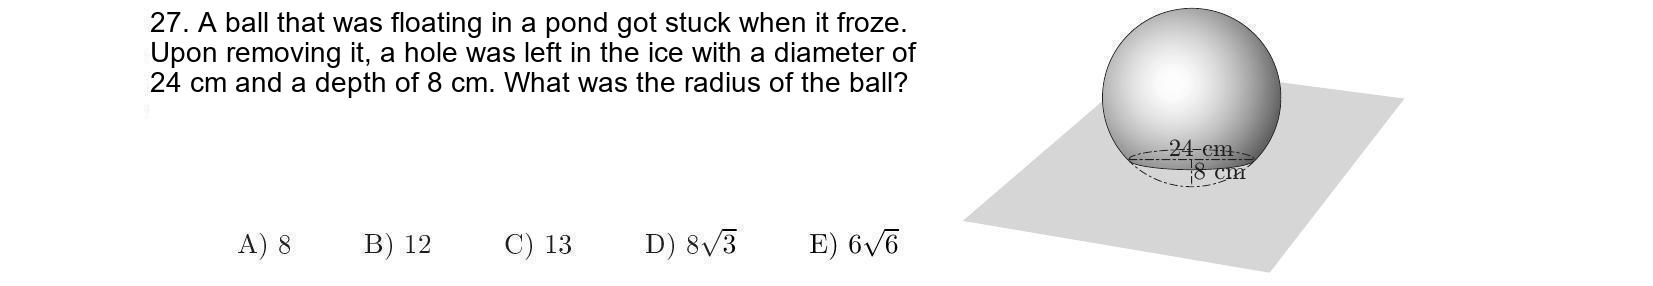 27. A ball that was floating in a pond got stuck when it froze.
Upon removing it, a hole was left in the ice with a diameter of
24 cm and a depth of 8 cm. What was the radius of the ball?
24 cm
8 cm
A) 8 B) 12 C) 13 D) 8√3 E) 6√6